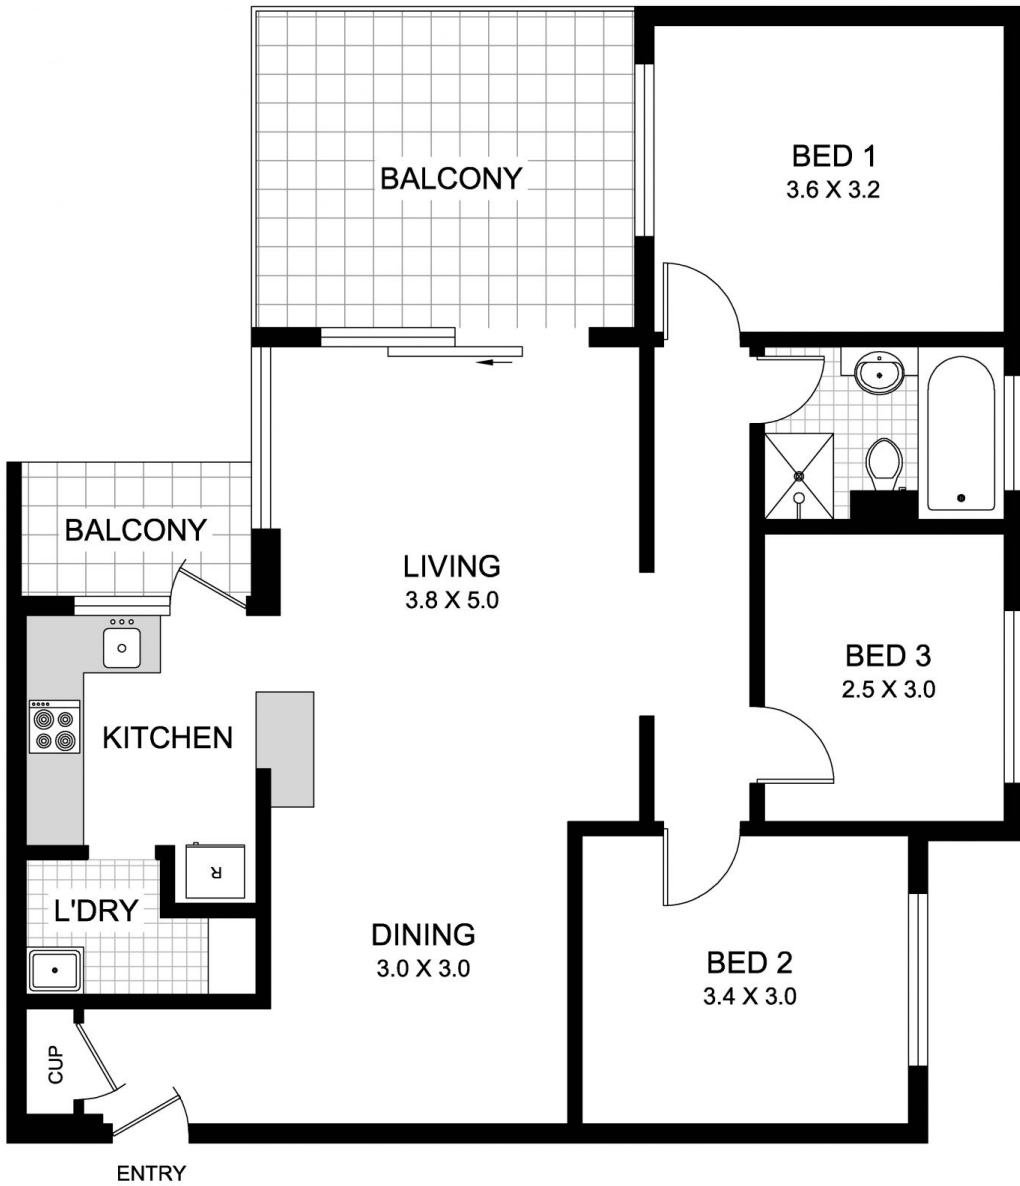 BALCONY
BED 1
3.6 X 3.2
BALCONY
LIVING
3.8 X 5.0
BED 3
2.5 X 3.0
KITCHEN
R
L'DRY
DINING
3.0 X 3.0
BED 2
3.4 X 3.0
CUP
ENTRY